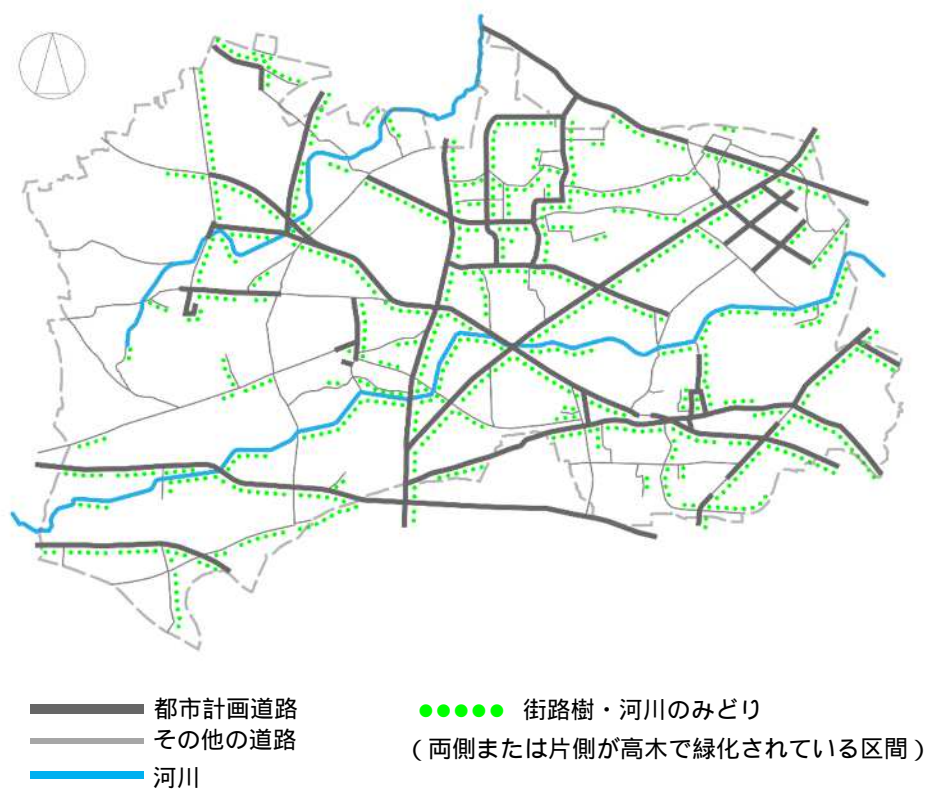 都市計画道路
その他の道路
河川
街路樹・河川のみどり
(両側または片側が高木で緑化されている区間)